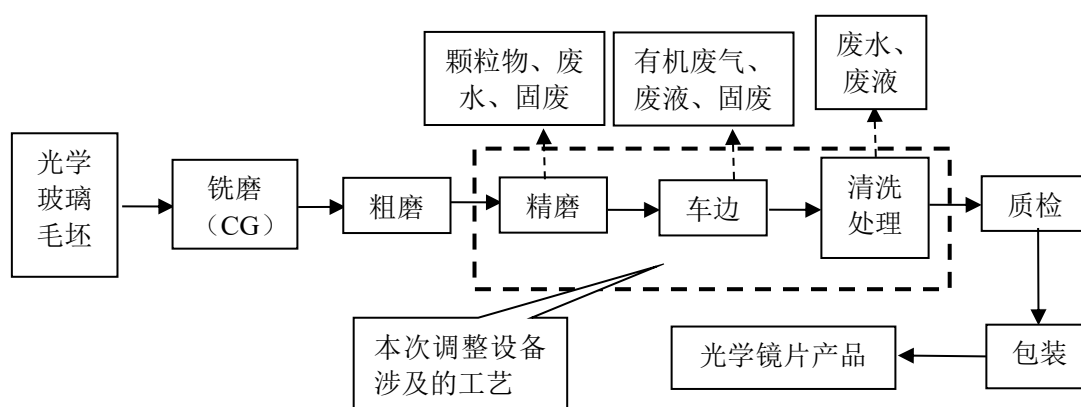 颗粒物、废
水、固废
有机废气、
废液、固废
废水、
废液
光学
玻璃
毛坯
铣磨
（CG）
粗磨
精磨
车边
清洗
处理
质检
本次调整设备
涉及的工艺
光学镜片产品
包装